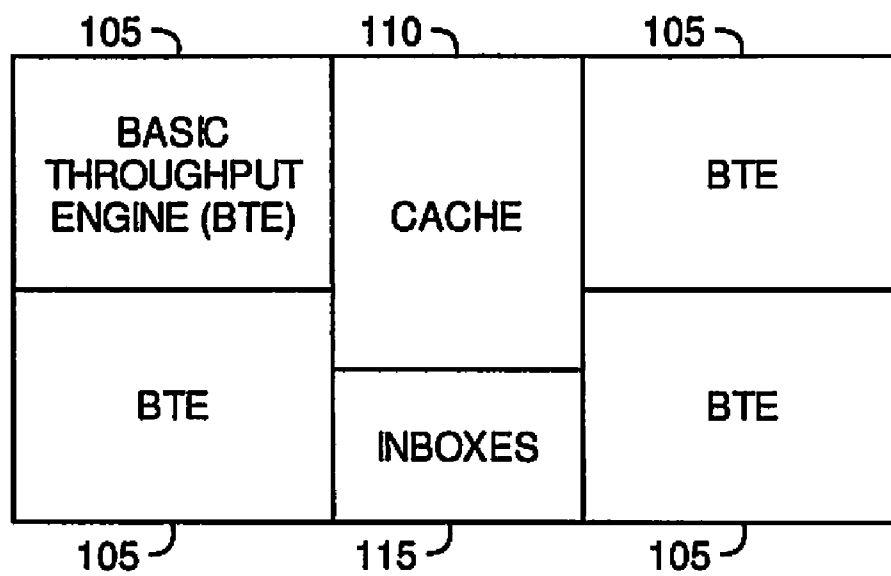 105 110 105
BASIC
THROUGHPUT
ENGINE (BTE)
CACHE
BTE
BTE
INBOXES
BTE
105 115 105